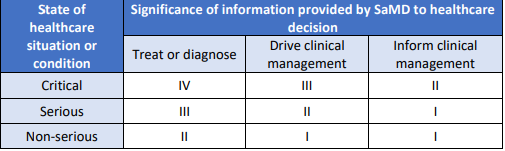 State of
healthcare
situation or
condition
Significance of information provided by SaMD to healthcare
decision
Treat or diagnose
Drive clinical
management
Inform clinical
management
Critical IV III II
Serious III II I
Non-serious II I I